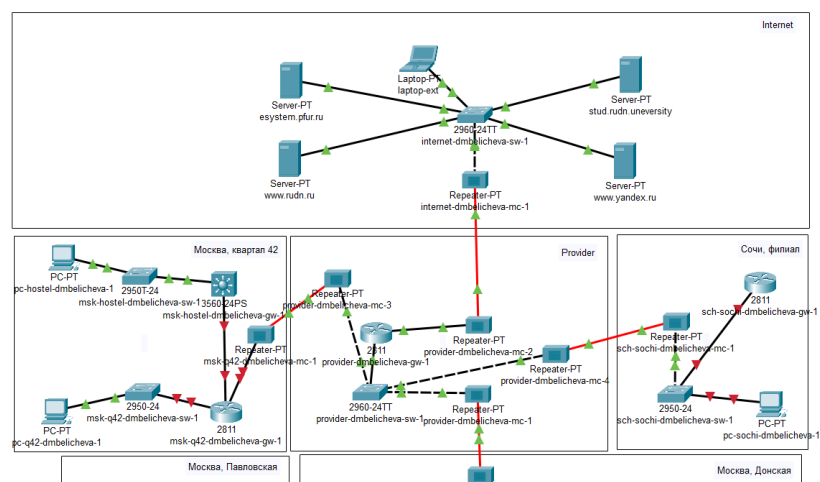 Internet
Laptop-PT
laptop-ext
Server-PT
esystem.pfur.ru
Server-PT
stud.rudn.uneversity
2960-24TT
internet-dmbelicheva-sw-1
Server-PT
www.rudn.ru
Server-PT
www.yandex.ru
Repeater-PT
internet-dmbelicheva-mc-1
Москва, квартал 42
PC-PT
pc-hostel-dmbelicheva-1
2950T-24
msk-hostel-dmbelicheva-sw-1
3560-24PS
msk-hostel-dmbelicheva-gw-1
Repeater-PT
msk-q42-dmbelicheva-mc-1
2950-24
msk-q42-dmbelicheva-sw-1
PC-PT
pc-q42-dmbelicheva-1
2811
msk-q42-dmbelicheva-gw-1
Provider
Repeater-PT
provider-dmbelicheva-mc-3
2811
provider-dmbelicheva-gw-1
Repeater-PT
provider-dmbelicheva-mc-2
Repeater-PT
provider-dmbelicheva-mc-4
2960-24TT
provider-dmbelicheva-sw-1
Repeater-PT
provider-dmbelicheva-mc-1
Сочи, филиал
2811
sch-sochi-dmbelicheva-gw-1
Repeater-PT
sch-sochi-dmbelicheva-mc-1
2950-24
sch-sochi-dmbelicheva-sw-1
PC-PT
pc-sochi-dmbelicheva-1
Москва, Павловская
Москва, Донская